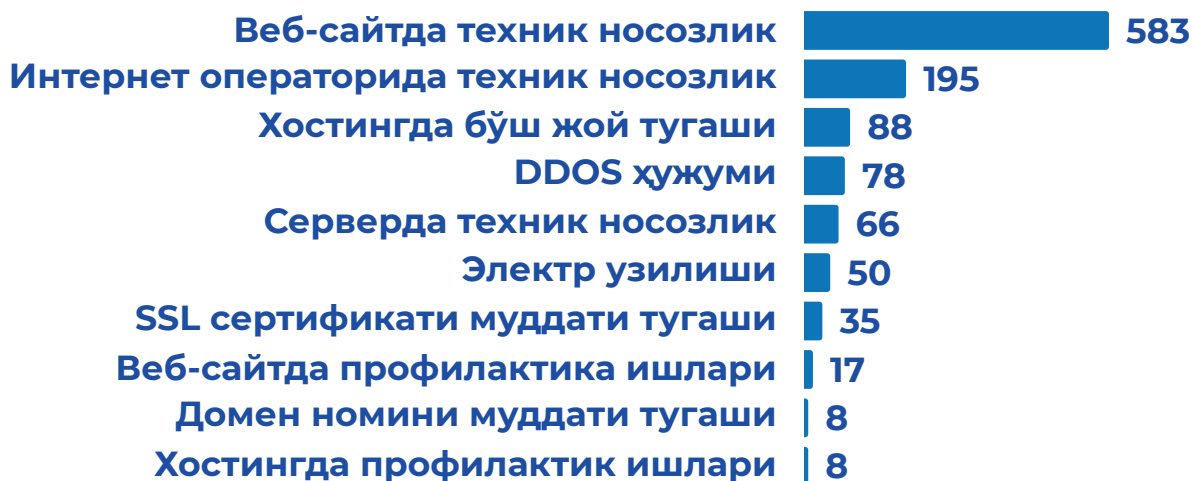 Веб-сайтда техник носозлик 583
Интернет операторида техник носозлик 195
Хостингда бўш жой тугаши 88
DDOS ҳужуми 78
Серверда техник носозлик 66
Электр узилиши 50
SSL сертификати муддати тугаши 35
Веб-сайтда профилактика ишлари 17
Домен номини муддати тугаши 8
Хостингда профилактик ишлари 8